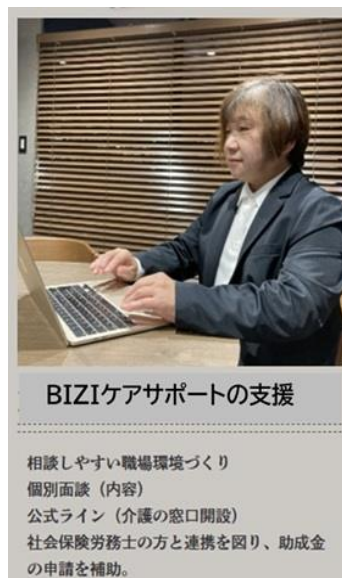 BIZIケアサポートの支援
相談しやすい職場環境づくり
個別面談（内容）
公式ライン（介護の窓口開設）
社会保険労務士の方と連携を図り、助成金
の申請を補助。